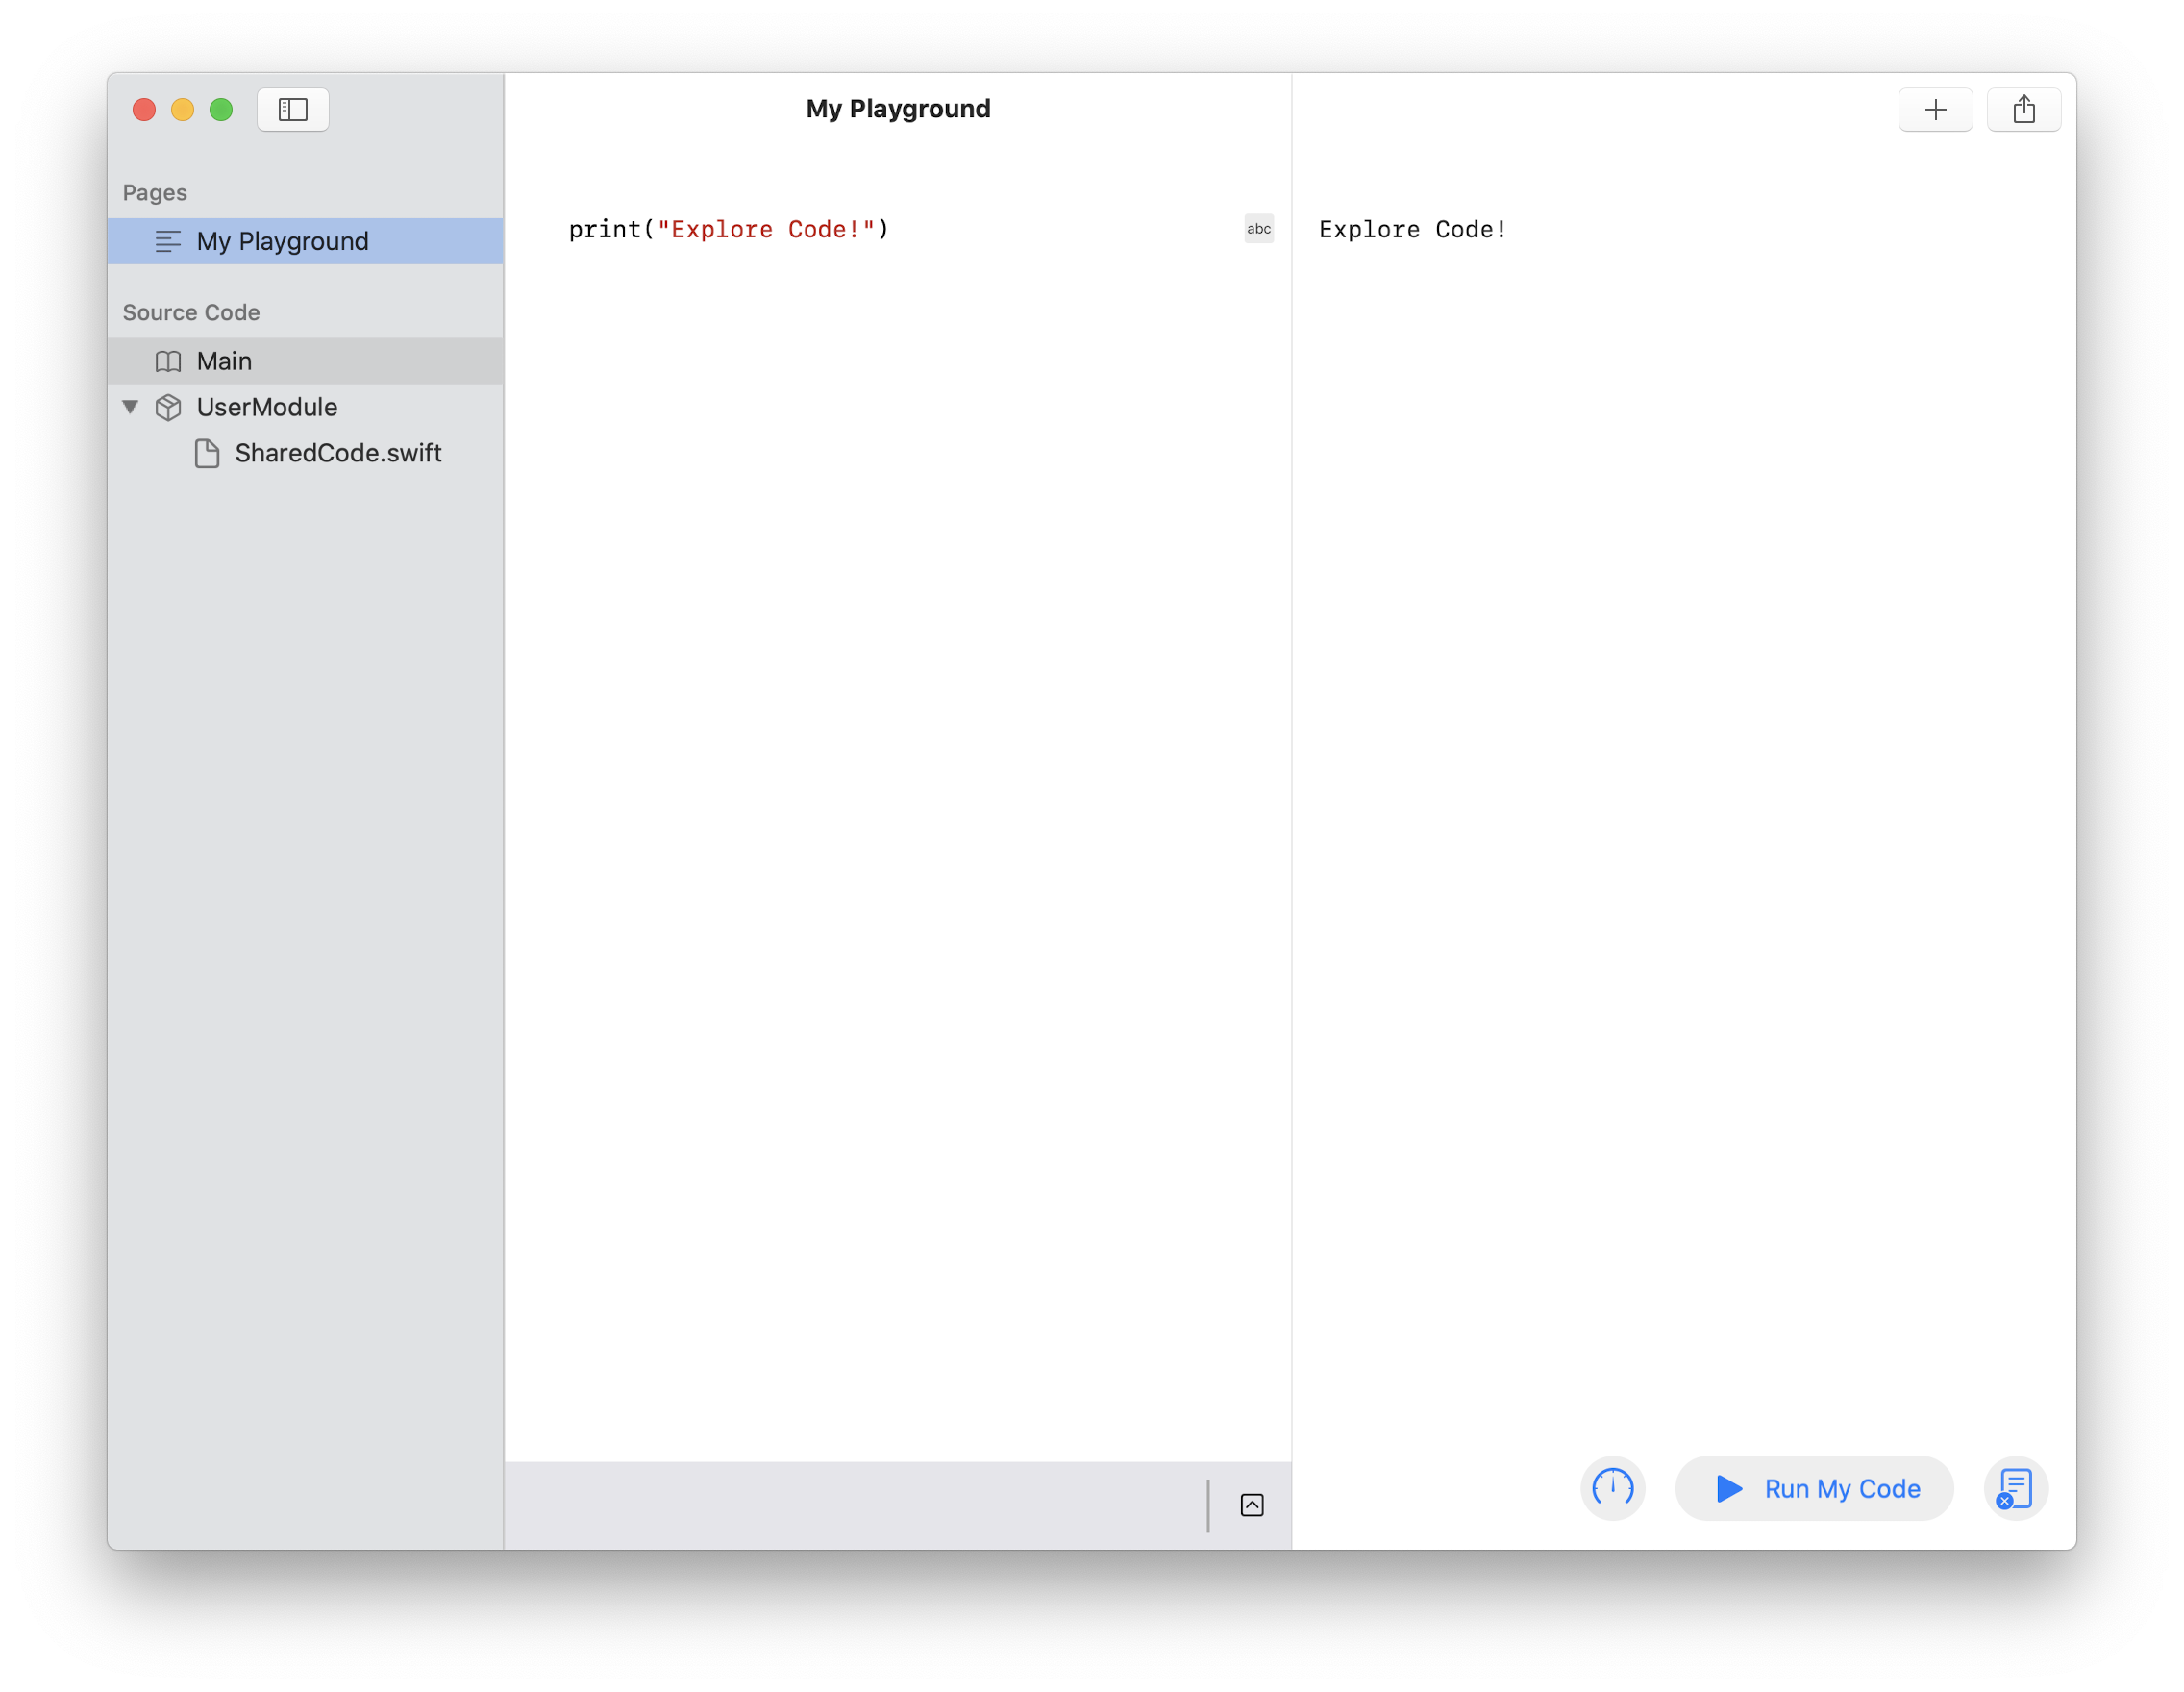 My Playground
Pages
My Playground
Source Code
Main
UserModule
SharedCode.swift
print("Explore Code!")
abc
Explore Code!
Run My Code